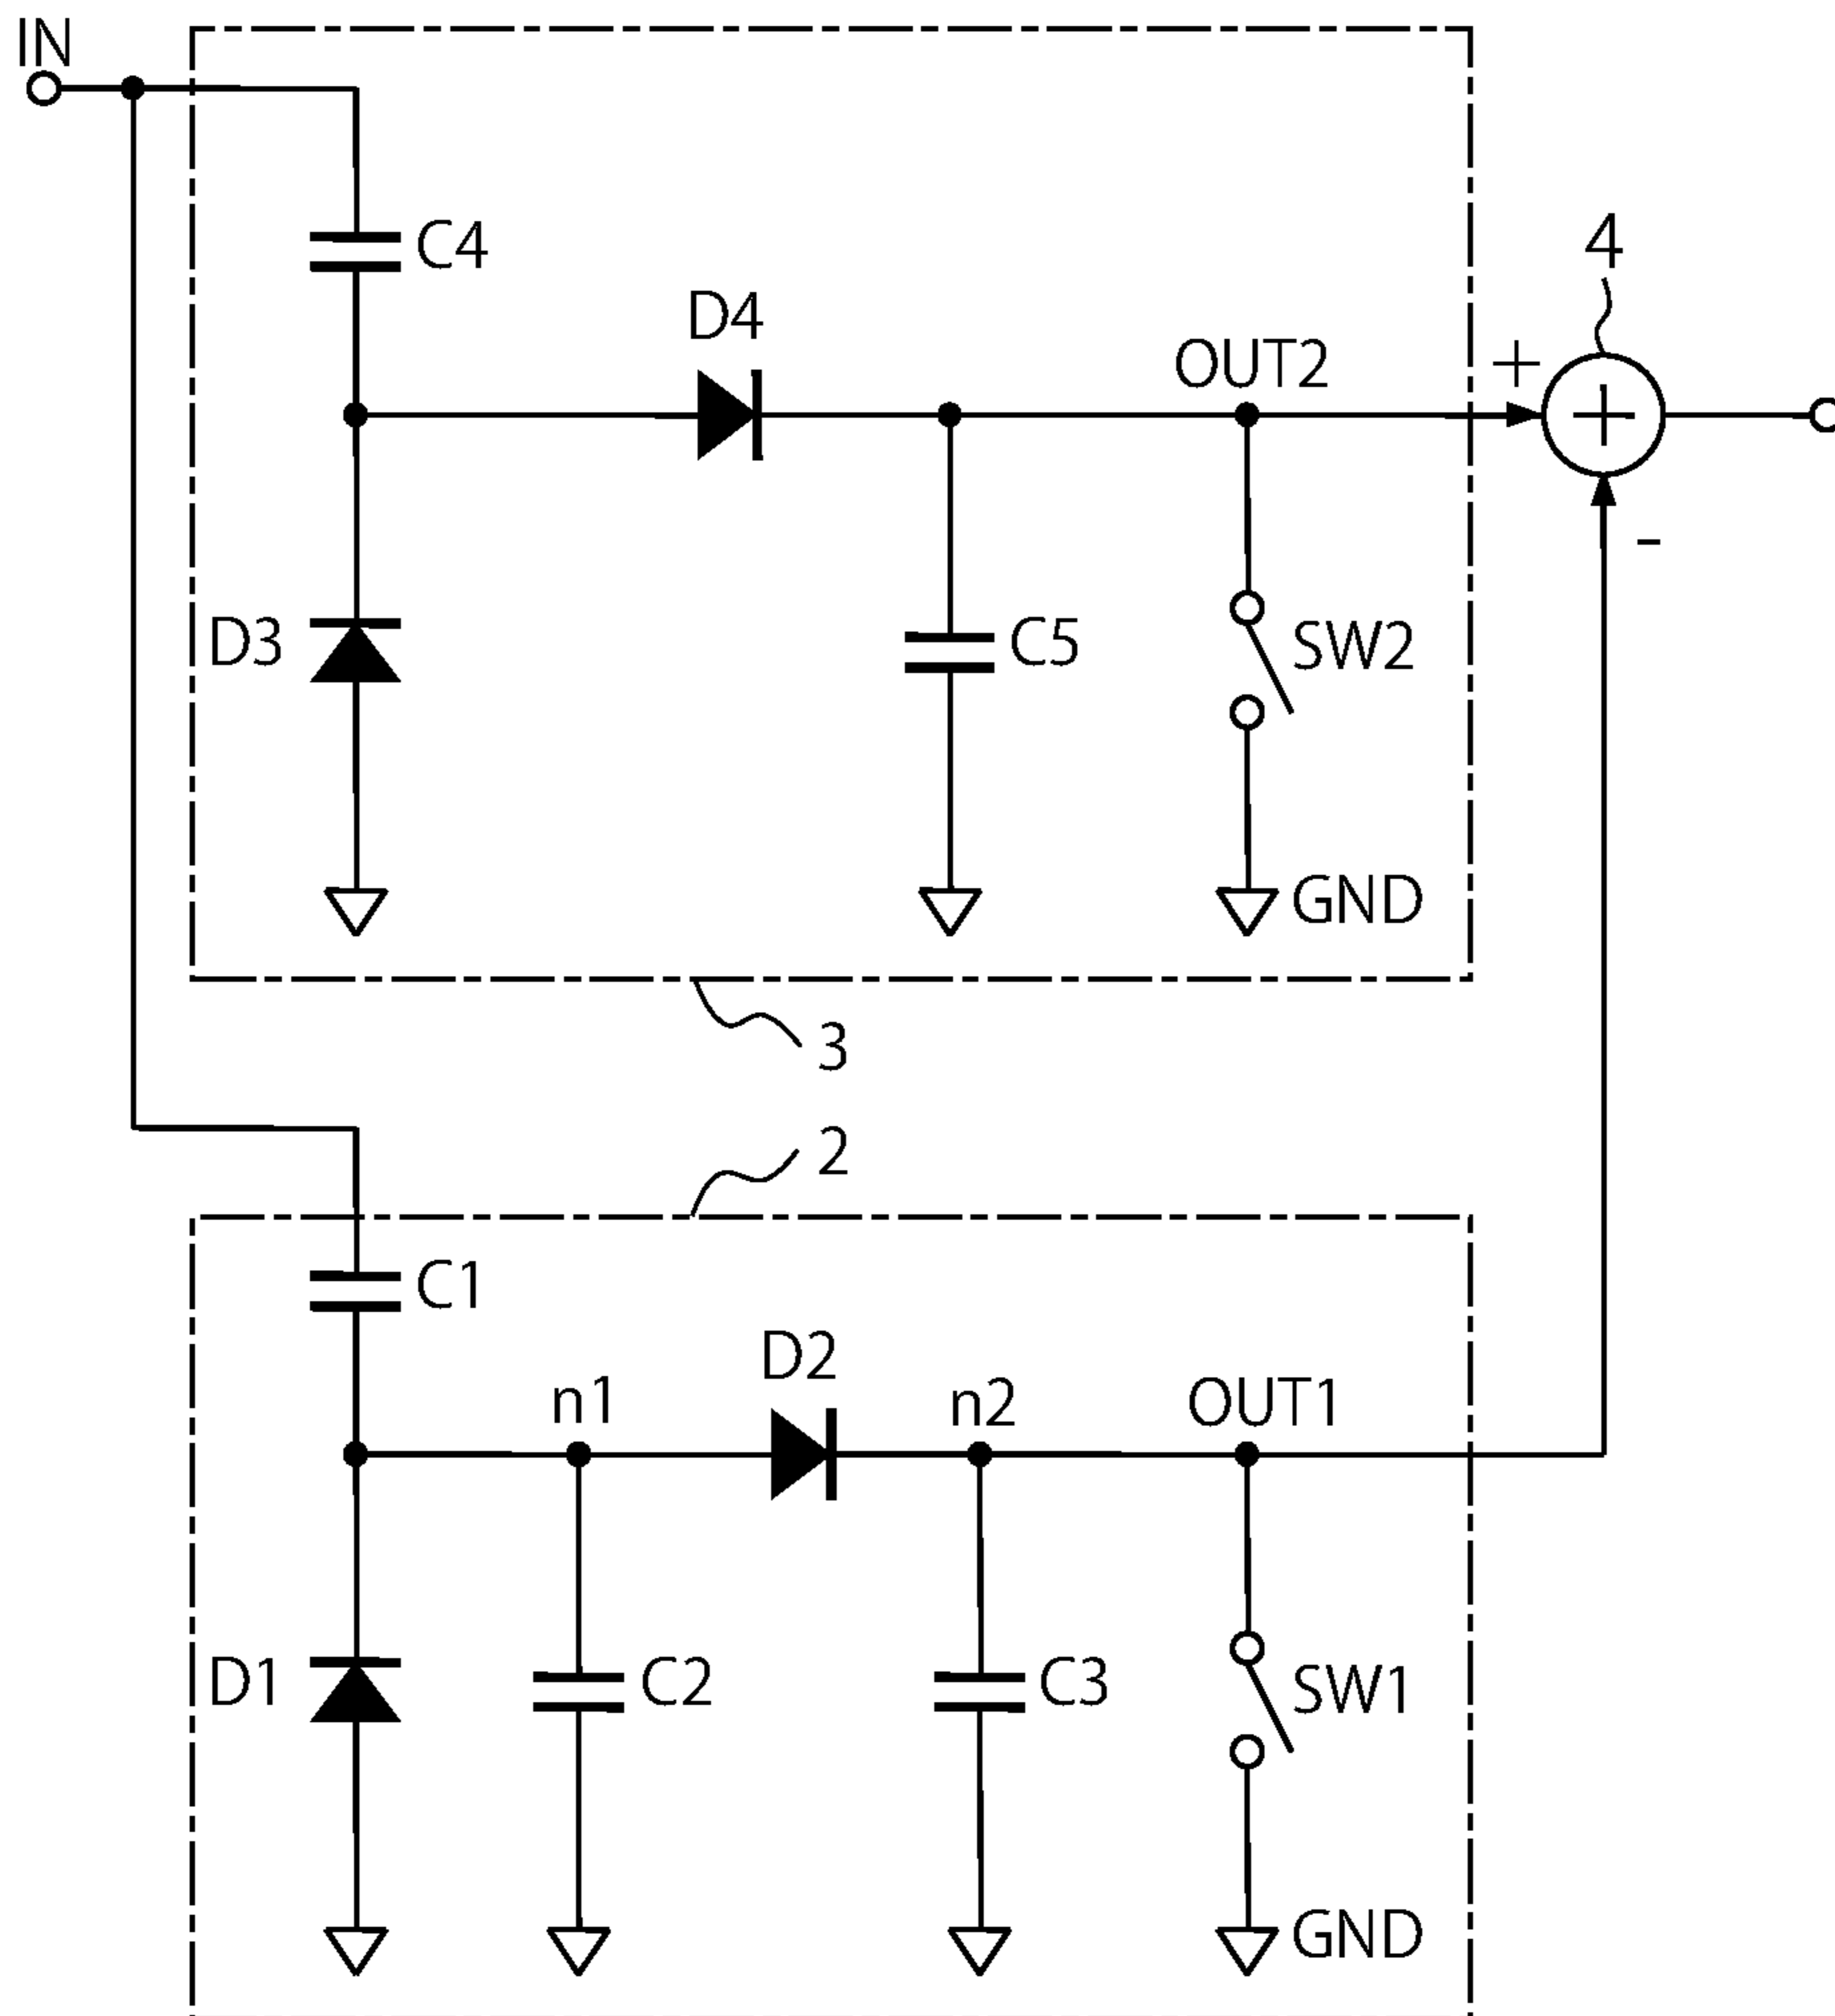 IN
C4
D4
OUT2
+
4
+
-
D3
C5
SW2
GND
3
2
C1
n1
D2
n2
OUT1
D1
C2
C3
SW1
GND